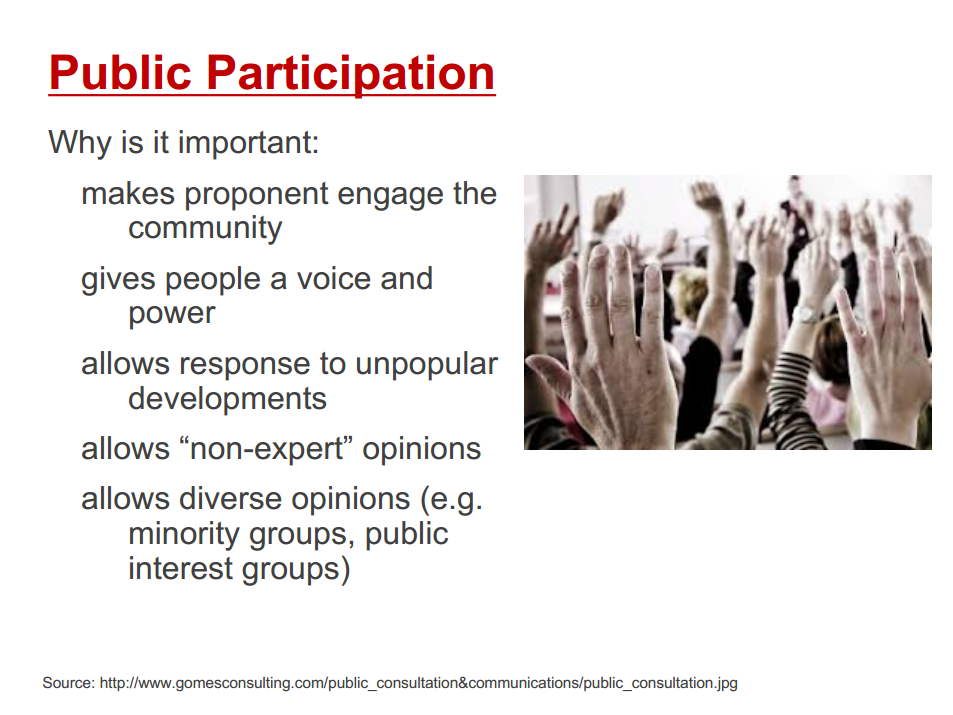 Public Participation
Why is it important:
makes proponent engage the
community
gives people a voice and
power
allows response to unpopular
developments
allows “non-expert” opinions
allows diverse opinions (e.g.
minority groups, public
interest groups)
Source: http://www.gomesconsulting.com/public_consultation&communications/public_consultation.jpg